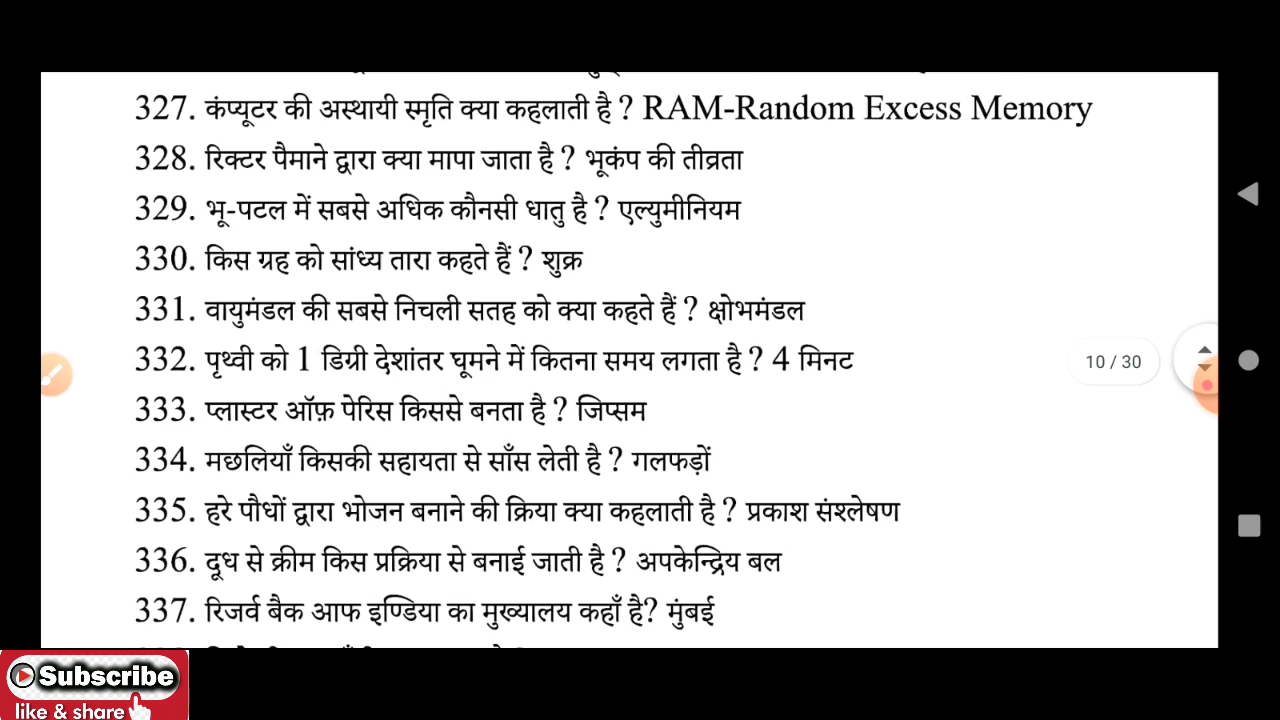 327. कंप्यूटर की अस्थायी स्मृति क्या कहलाती है ? RAM-Random Excess Memory
328. रिक्टर पैमाने द्वारा क्या मापा जाता है ? भूकंप की तीव्रता
329. भू-पटल में सबसे अधिक कौनसी धातु है ? एल्युमीनियम
330. किस ग्रह को सांध्य तारा कहते हैं ? शुक्र
331. वायुमंडल की सबसे निचली सतह को क्या कहते हैं ? क्षोभमंडल
332. पृथ्वी को 1 डिग्री देशांतर घूमने में कितना समय लगता है ? 4 मिनट
10 / 30
333. प्लास्टर ऑफ़ पेरिस किससे बनता है ? जिप्सम
334. मछलियाँ किसकी सहायता से साँस लेती है ? गलफड़ों
335. हरे पौधों द्वारा भोजन बनाने की क्रिया क्या कहलाती है ? प्रकाश संश्लेषण
336. दूध से क्रीम किस प्रक्रिया से बनाई जाती है ? अपकेन्द्रिय बल
337. रिजर्व बैक आफ इण्डिया का मुख्यालय कहाँ है? मुंबई
Subscribe
like & share